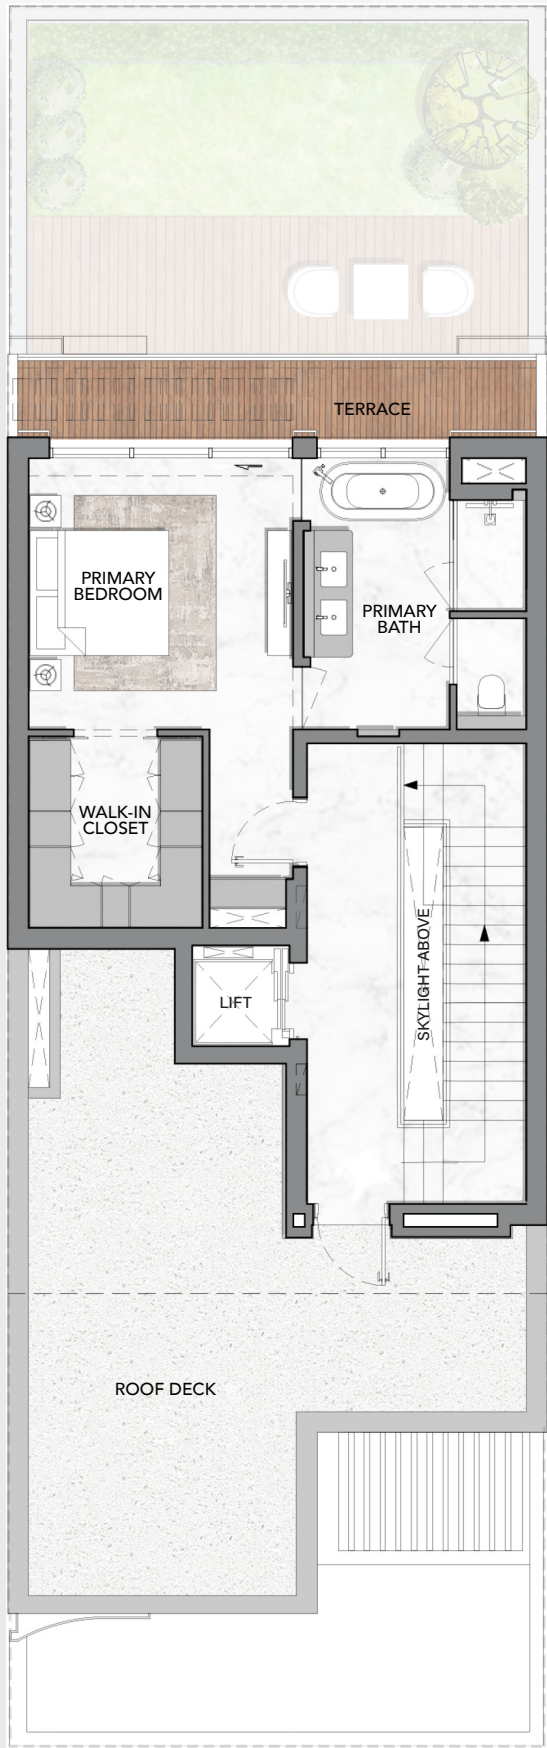 TERRACE
PRIMARY
BEDROOM
PRIMARY
BATH
WALK-IN
CLOSET
SKYLIGHT ABOVE
LIFT
ROOF DECK